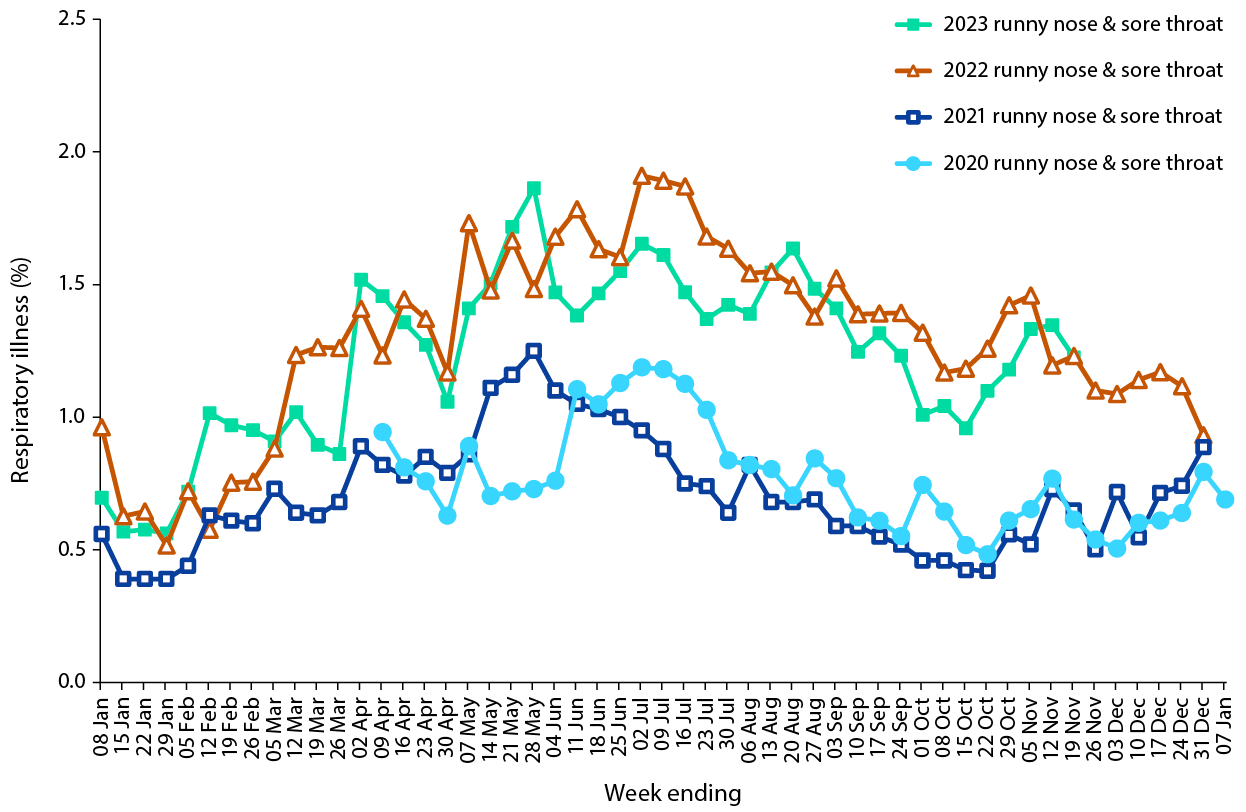 2.5
2023 runny nose & sore throat
2022 runny nose & sore throat
2021 runny nose & sore throat
2020 runny nose & sore throat
2.0
1.5
1.0
0.5
0.0
Respiratory illness (%)
08 Jan
15 Jan
22 Jan
29 Jan
05 Feb
12 Feb
19 Feb
26 Feb
05 Mar
12 Mar
19 Mar
26 Mar
02 Apr
09 Apr
16 Apr
23 Apr
30 Apr
07 May
14 May
21 May
28 May
04 Jun
11 Jun
18 Jun
25 Jun
02 Jul
09 Jul
16 Jul
23 Jul
30 Jul
06 Aug
13 Aug
20 Aug
27 Aug
03 Sep
10 Sep
17 Sep
24 Sep
01 Oct
08 Oct
15 Oct
22 Oct
29 Oct
05 Nov
12 Nov
19 Nov
26 Nov
03 Dec
10 Dec
17 Dec
24 Dec
31 Dec
07 Jan
Week ending